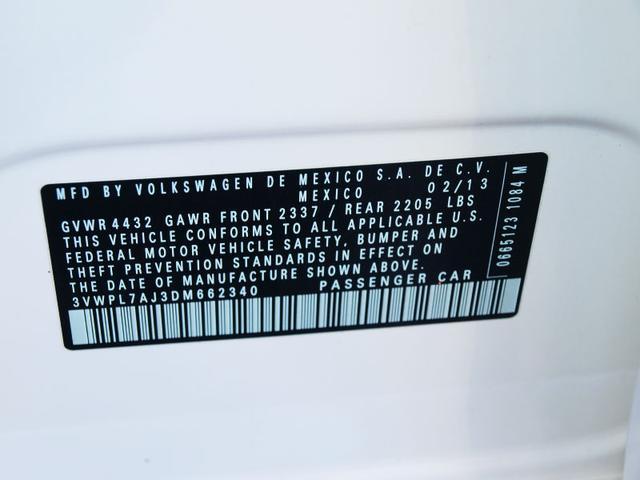 MFD BY VOLKSWAGEN DE MEXICO S.A. DE C.V.
MEXICO 02/13
GVWR 4432 GAWR FRONT 2337 / REAR 2205 LBS
THIS VEHICLE CONFORMS TO ALL APPLICABLE U.S.
FEDERAL MOTOR VEHICLE SAFETY, BUMPER AND
THEFT PREVENTION STANDARDS IN EFFECT ON
THE DATE OF MANUFACTURE SHOWN ABOVE.
3VWPL7AJ3DM662340 PASSENGER CAR
0665123 1084 M